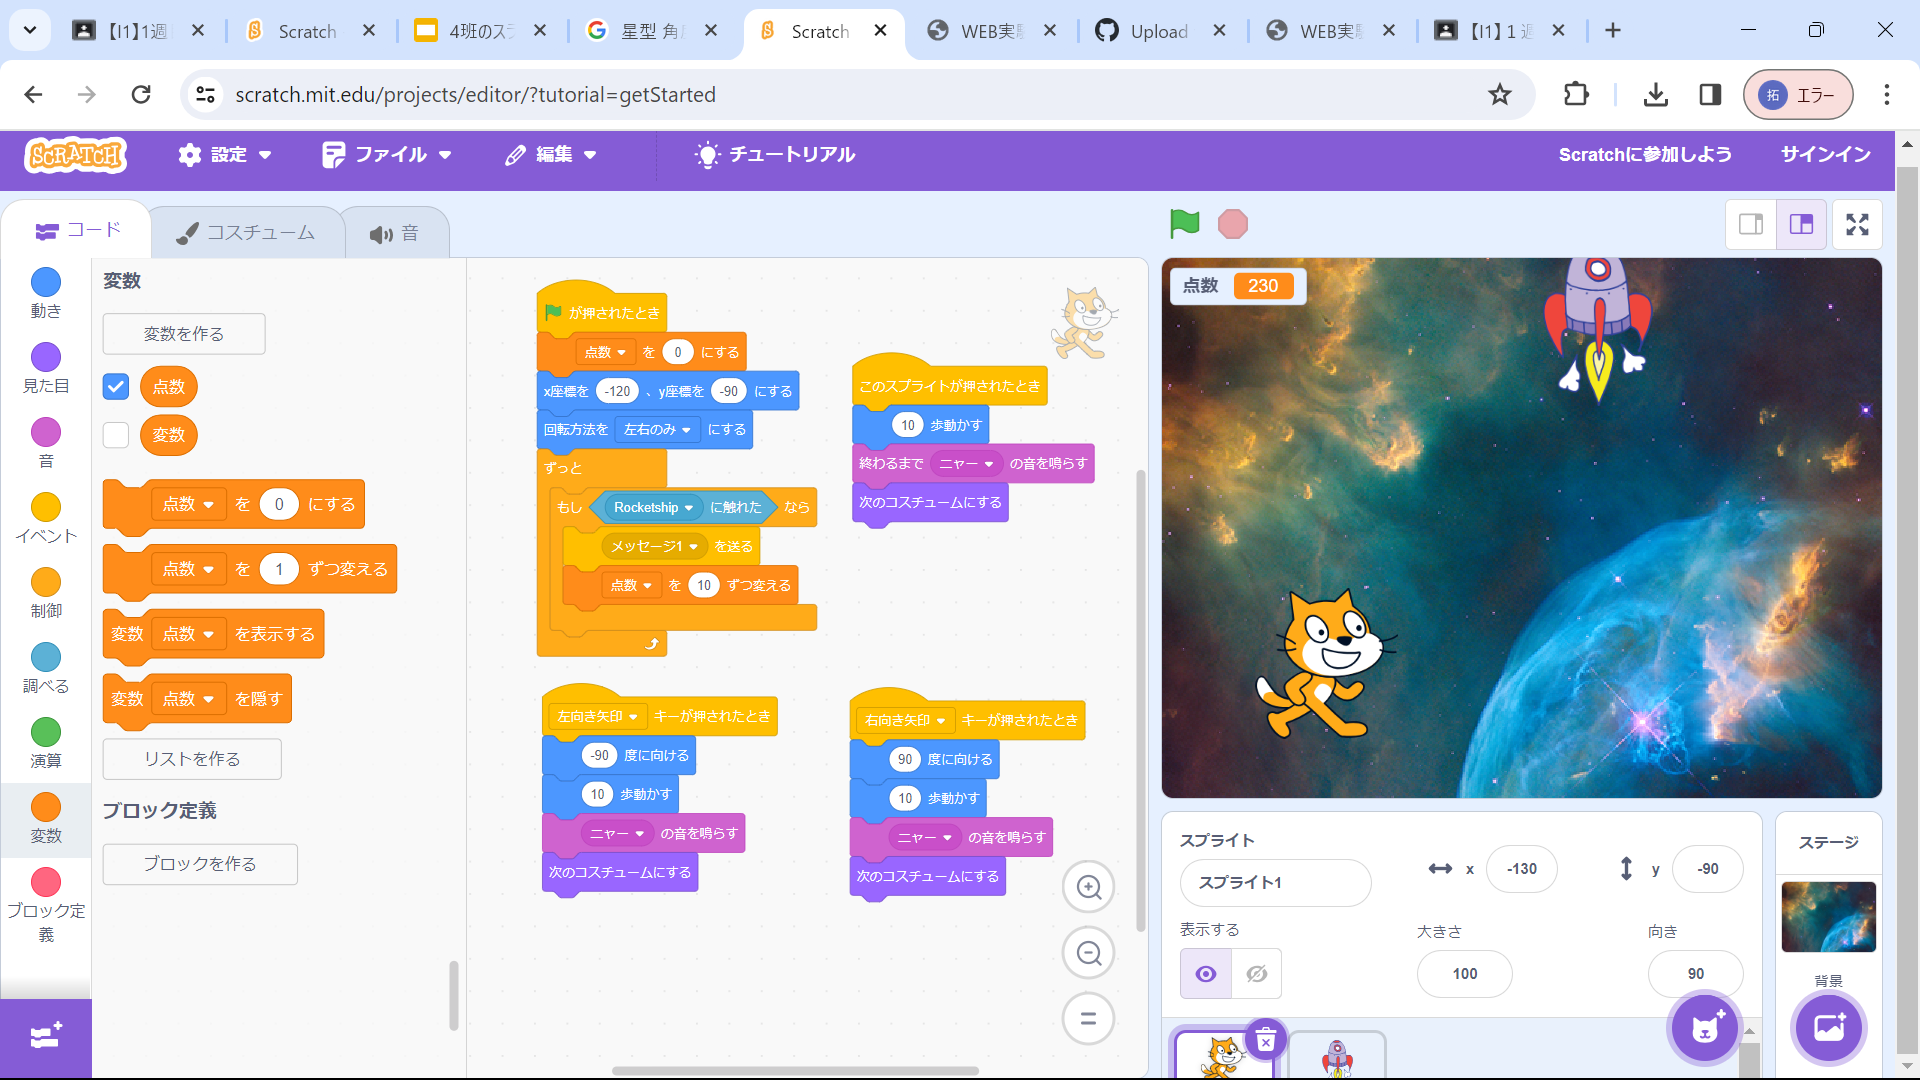 【I1】1週
Scratch
4班のス
星型 角
Scratch
WEB実
Upload
WEB実
【I1】1 週
scratch.mit.edu/projects/editor/?tutorial=getStarted
拓
エラー
SCRATCH
設定
ファイル
編集
チュートリアル
Scratchに参加しよう
サインイン
コード
コスチューム
音
動き
見た目
音
イベント
制御
調べる
演算
変数
ブロック定義
変数
変数を作る
点数
変数
点数 を 0 にする
点数 を 1 ずつ変える
変数 点数 を表示する
変数 点数 を隠す
リストを作る
ブロック定義
ブロックを作る
が押されたとき
点数 を 0 にする
x座標を -120 、y座標を -90 にする
回転方法を 左右のみ にする
ずっと
もし Rocketship に触れた なら
メッセージ1 を送る
点数 を 10 ずつ変える
このスプライトが押されたとき
10 歩動かす
終わるまで ニャー の音を鳴らす
次のコスチュームにする
左向き矢印 キーが押されたとき
-90 度に向ける
10 歩動かす
ニャー の音を鳴らす
次のコスチュームにする
右向き矢印 キーが押されたとき
90 度に向ける
10 歩動かす
ニャー の音を鳴らす
次のコスチュームにする
点数 230
スプライト
スプライト1
x -130
y -90
表示する
大きさ 100
向き 90
ステージ
背景